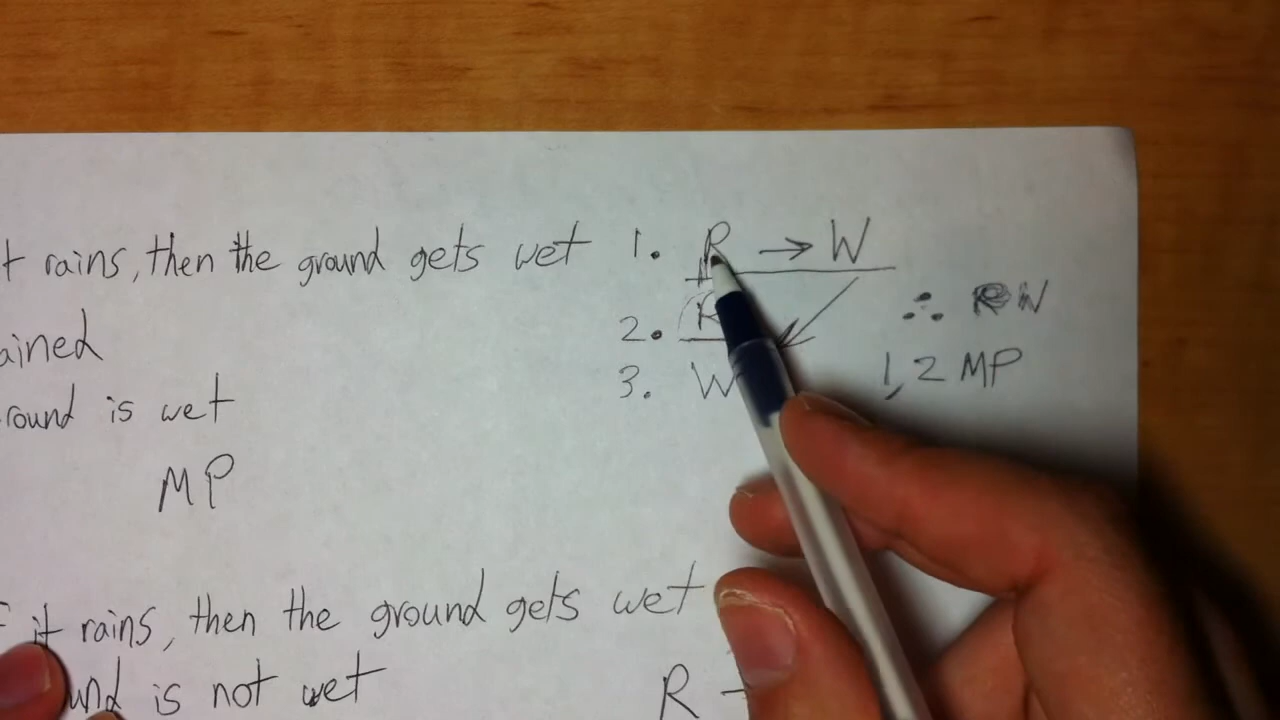 rains, then the ground gets wet 1. R → W
2. R ∴ W
ained
3. W 1, 2 MP
round is wet
MP
it rains, then the ground gets wet
und is not wet R